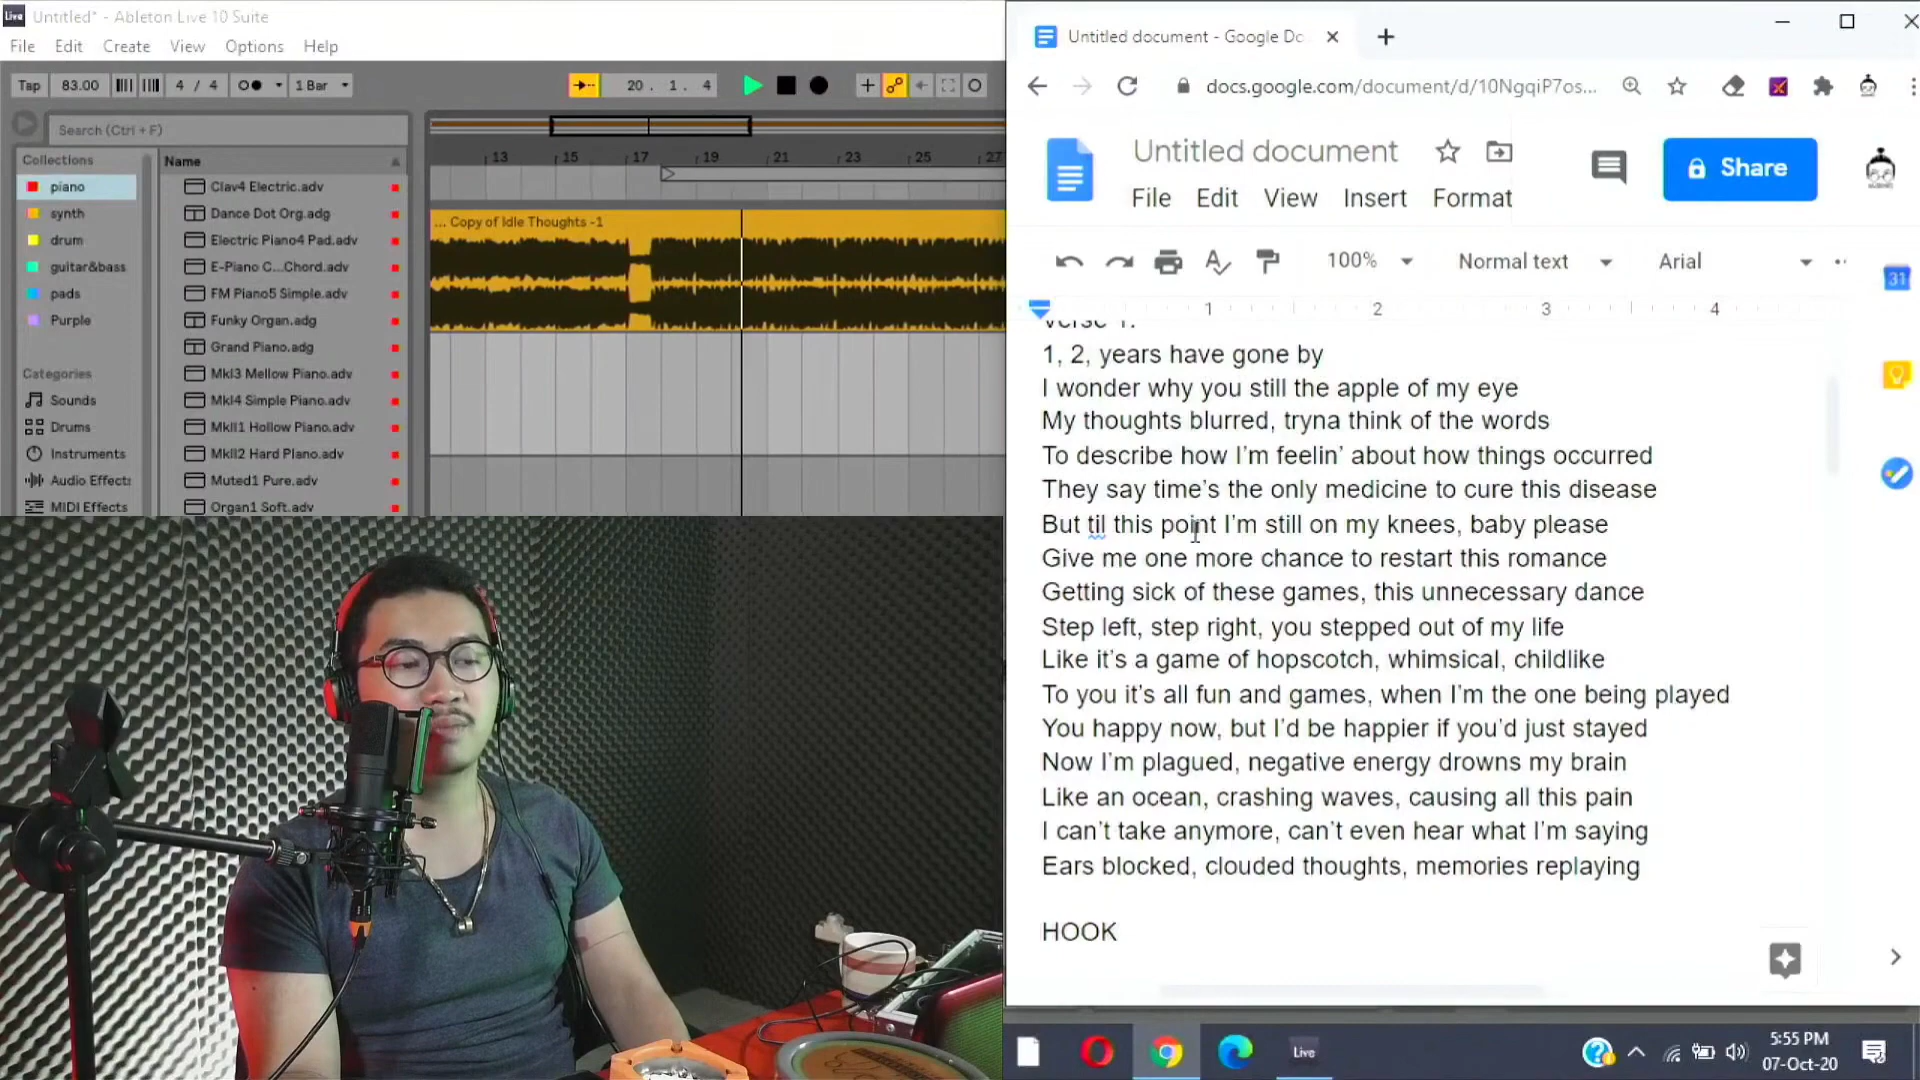 Live Untitled* - Ableton Live 10 Suite
File Edit Create View Options Help
Tap 83.00 4 / 4 1 Bar 20 . 1 . 4
Search (Ctrl + F)
Collections
piano
synth
drum
guitar&bass
pads
Purple
Categories
Sounds
Drums
Instruments
Audio Effects
MIDI Effects
Name
Clav4 Electric.adv
Dance Dot Org.adg
Electric Piano4 Pad.adv
E-Piano C...Chord.adv
FM Piano5 Simple.adv
Funky Organ.adg
Grand Piano.adg
MkI3 Mellow Piano.adv
MkI4 Simple Piano.adv
MkII1 Hollow Piano.adv
MkII2 Hard Piano.adv
Muted1 Pure.adv
Organ1 Soft.adv
13 15 17 19 21 23 25 27
... Copy of Idle Thoughts -1
Untitled document - Google Do
docs.google.com/document/d/10NgqiP7os...
Untitled document
Share
File Edit View Insert Format
100% Normal text Arial
31
1 2 3 4
Verse 1:
1, 2, years have gone by
I wonder why you still the apple of my eye
My thoughts blurred, tryna think of the words
To describe how I’m feelin’ about how things occurred
They say time’s the only medicine to cure this disease
But til this point I’m still on my knees, baby please
Give me one more chance to restart this romance
Getting sick of these games, this unnecessary dance
Step left, step right, you stepped out of my life
Like it’s a game of hopscotch, whimsical, childlike
To you it’s all fun and games, when I’m the one being played
You happy now, but I’d be happier if you’d just stayed
Now I’m plagued, negative energy drowns my brain
Like an ocean, crashing waves, causing all this pain
I can’t take anymore, can’t even hear what I’m saying
Ears blocked, clouded thoughts, memories replaying
HOOK
Live
5:55 PM
07-Oct-20